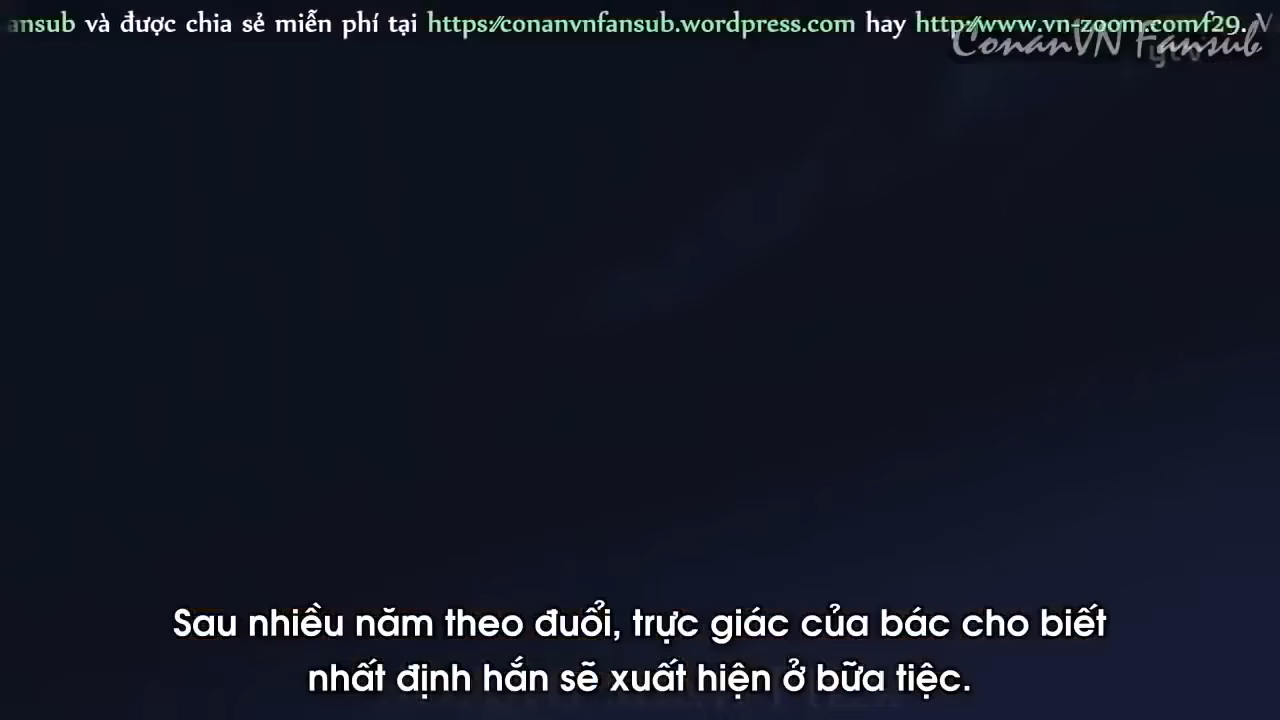 ansub và được chia sẻ miễn phí tại https://conanvnfansub.wordpress.com hay http://www.vn-zoom.com/f29. V
ConanVN Fansub
Sau nhiều năm theo đuổi, trực giác của bác cho biết
nhất định hắn sẽ xuất hiện ở bữa tiệc.